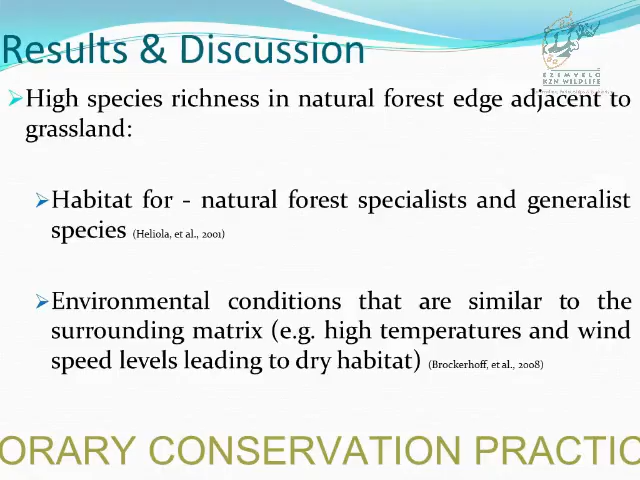 Results & Discussion
EZEMVELO
KZN WILDLIFE
➢High species richness in natural forest edge adjacent to
grassland:
➢Habitat for - natural forest specialists and generalist
species (Heliola, et al., 2001)
➢Environmental conditions that are similar to the
surrounding matrix (e.g. high temperatures and wind
speed levels leading to dry habitat) (Brockerhoff, et al., 2008)
ORARY CONSERVATION PRACTIC